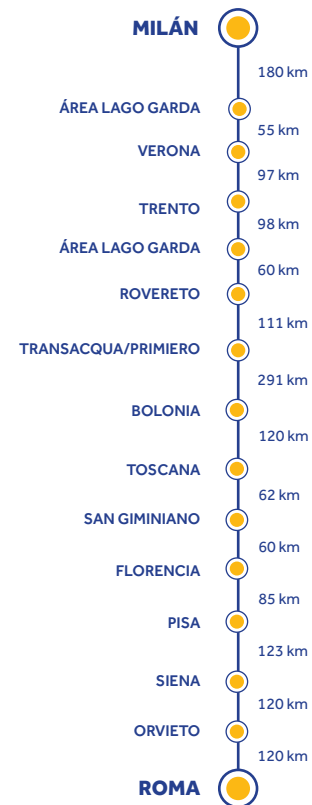 MILÁN
180 km
ÁREA LAGO GARDA
55 km
VERONA
97 km
TRENTO
98 km
ÁREA LAGO GARDA
60 km
ROVERETO
111 km
TRANSACQUA/PRIMIERO
291 km
BOLONIA
120 km
TOSCANA
62 km
SAN GIMINIANO
60 km
FLORENCIA
85 km
PISA
123 km
SIENA
120 km
ORVIETO
120 km
ROMA